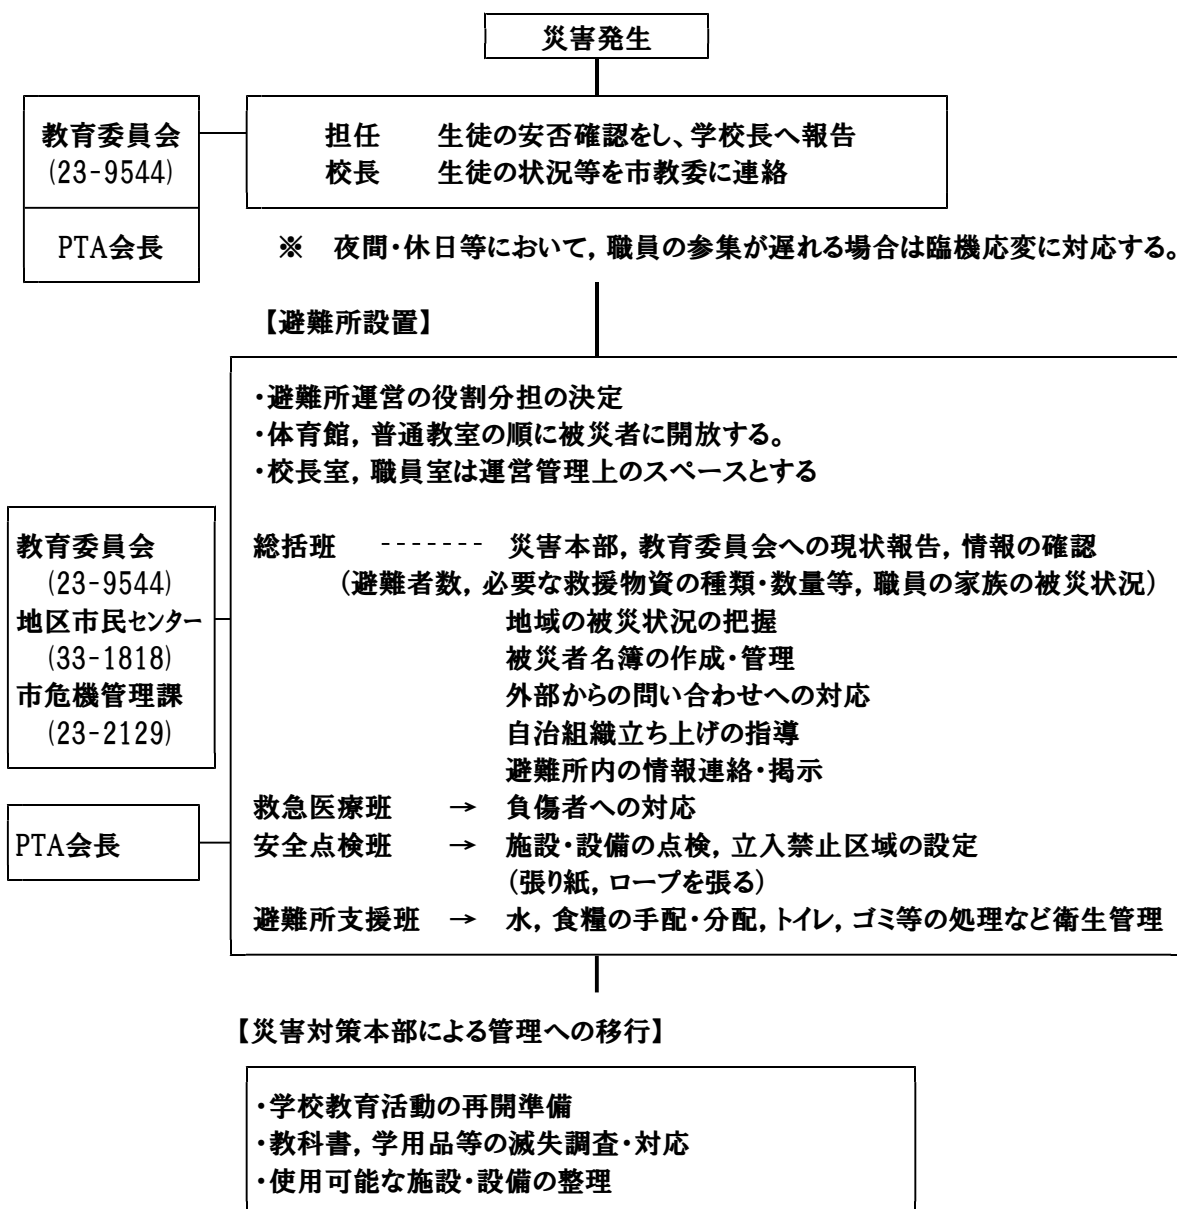 災害発生
教育委員会
(23-9544)
PTA会長
担任　　生徒の安否確認をし、学校長へ報告
校長　　生徒の状況等を市教委に連絡
※　夜間・休日等において，職員の参集が遅れる場合は臨機応変に対応する。
【避難所設置】
・避難所運営の役割分担の決定
・体育館，普通教室の順に被災者に開放する。
・校長室，職員室は運営管理上のスペースとする
教育委員会
(23-9544)
地区市民センター
(33-1818)
市危機管理課
(23-2129)
PTA会長
総括班　-------　災害本部，教育委員会への現状報告，情報の確認
（避難者数，必要な救援物資の種類・数量等，職員の家族の被災状況）
地域の被災状況の把握
被災者名簿の作成・管理
外部からの問い合わせへの対応
自治組織立ち上げの指導
避難所内の情報連絡・掲示
救急医療班　→　負傷者への対応
安全点検班　→　施設・設備の点検，立入禁止区域の設定
（張り紙，ロープを張る）
避難所支援班　→　水，食糧の手配・分配，トイレ，ゴミ等の処理など衛生管理
【災害対策本部による管理への移行】
・学校教育活動の再開準備
・教科書，学用品等の滅失調査・対応
・使用可能な施設・設備の整理